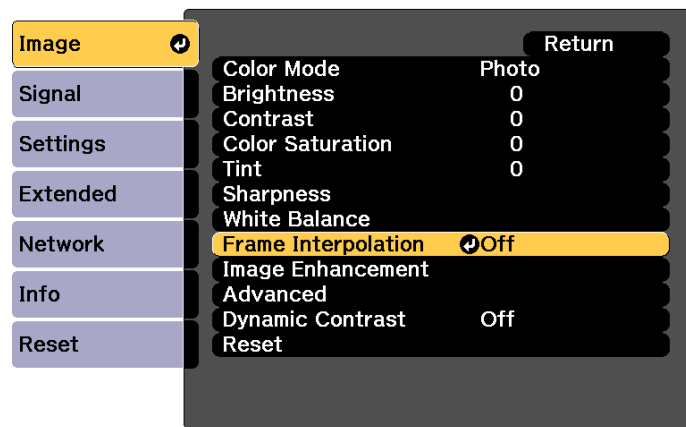 Image
Signal
Settings
Extended
Network
Info
Reset
Return
Color Mode Photo
Brightness 0
Contrast 0
Color Saturation 0
Tint 0
Sharpness
White Balance
Frame Interpolation Off
Image Enhancement
Advanced
Dynamic Contrast Off
Reset